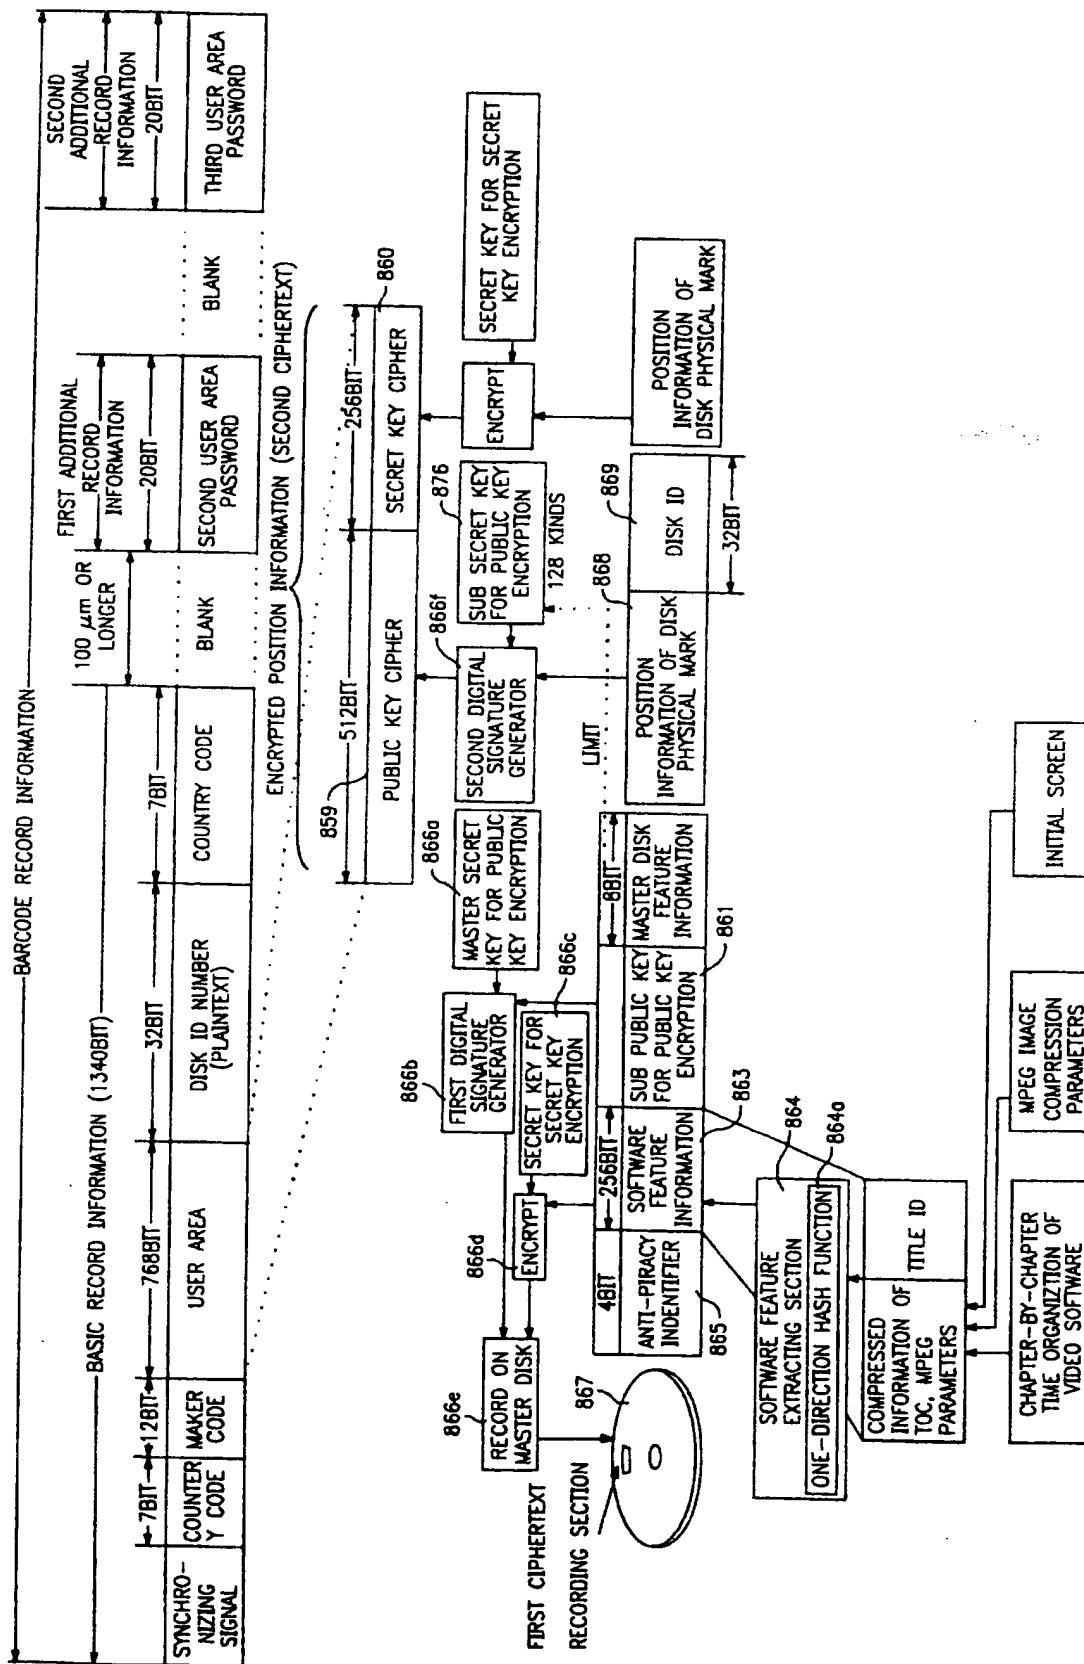 BARCODE RECORD INFORMATION
BASIC RECORD INFORMATION (1340BIT)
7BIT
12BIT
768BIT
32BIT
7BIT
100 µm OR
LONGER
FIRST ADDITIONAL
RECORD
INFORMATION
20BIT
SECOND
ADDITIONAL
RECORD
INFORMATION
20BIT
SYNCHRO-
NIZING
SIGNAL
COUNTER
Y CODE
MAKER
CODE
USER AREA
DISK ID NUMBER
(PLAINTEXT)
COUNTRY CODE
BLANK
SECOND USER AREA
PASSWORD
BLANK
THIRD USER AREA
PASSWORD
ENCRYPTED POSITION INFORMATION (SECOND CIPHERTEXT)
859
512BIT
256BIT
860
PUBLIC KEY CIPHER
SECRET KEY CIPHER
866a
MASTER SECRET
KEY FOR PUBLIC
KEY ENCRYPTION
866f
SECOND DIGITAL
SIGNATURE
GENERATOR
876
SUB SECRET KEY
FOR PUBLIC KEY
ENCRYPTION
128 KINDS
ENCRYPT
SECRET KEY FOR SECRET
KEY ENCRYPTION
866b
FIRST DIGITAL
SIGNATURE
GENERATOR
866c
SECRET KEY FOR
SECRET KEY
ENCRYPTION
866d
ENCRYPT
866e
RECORD ON
MASTER DISK
FIRST CIPHERTEXT
RECORDING SECTION
867
LIMIT
4BIT
256BIT
8BIT
ANTI-PIRACY
INDENTIFIER
865
SOFTWARE
FEATURE
INFORMATION
863
SUB PUBLIC KEY
FOR PUBLIC KEY
ENCRYPTION
861
MASTER DISK
FEATURE
INFORMATION
868
POSITION
INFORMATION OF DISK
PHYSICAL MARK
869
DISK ID
32BIT
POSITION
INFORMATION OF
DISK PHYSICAL MARK
864
SOFTWARE FEATURE
EXTRACTING SECTION
864a
ONE-DIRECTION HASH FUNCTION
COMPRESSED
INFORMATION OF
TOC, MPEG
PARAMETERS
TITLE ID
CHAPTER-BY-CHAPTER
TIME ORGANIZTION OF
VIDEO SOFTWARE
MPEG IMAGE
COMPRESSION
PARAMETERS
INITIAL SCREEN